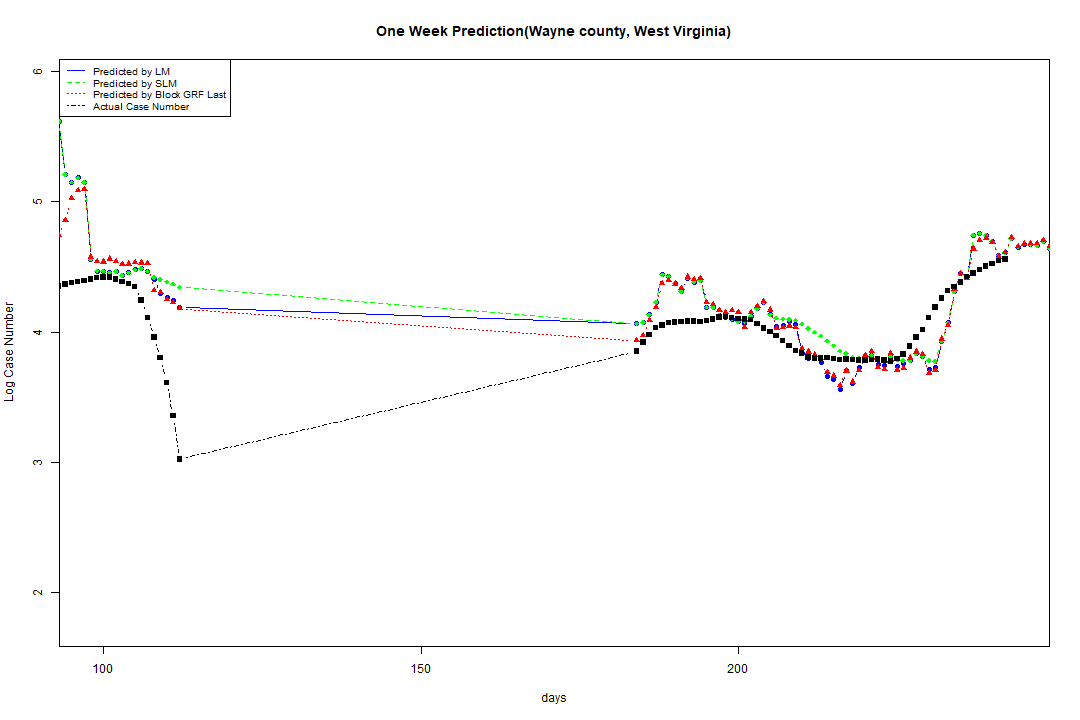 One Week Prediction(Wayne county, West Virginia)
Predicted by LM
Predicted by SLM
Predicted by Block GRF Last
Actual Case Number
Log Case Number
6
5
4
3
2
100 150 200
days